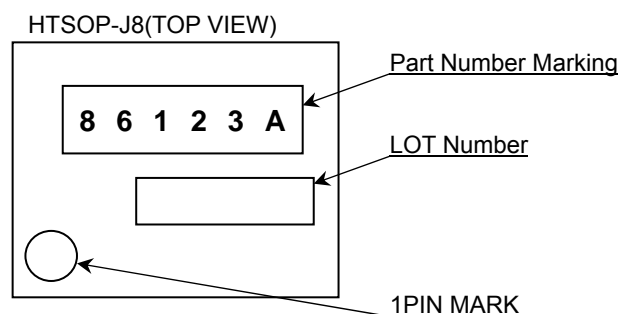 HTSOP-J8(TOP VIEW)
Part Number Marking
8 6 1 2 3 A
LOT Number
1PIN MARK